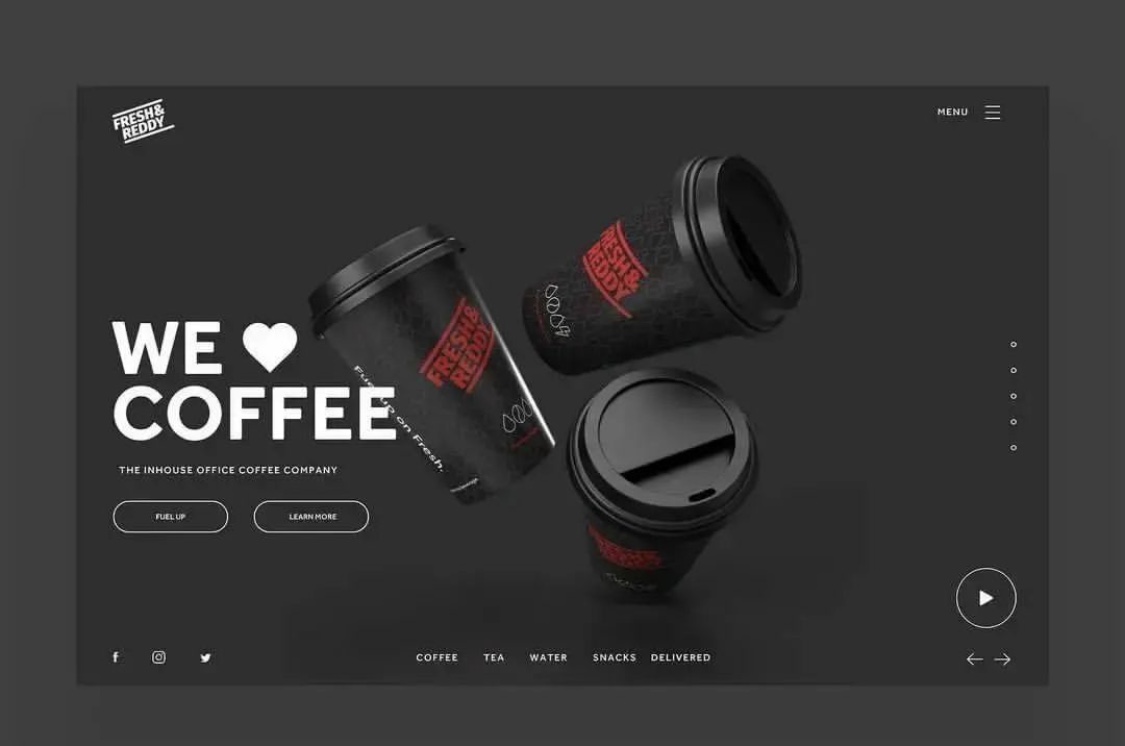 FRESH&
REDDY
MENU
FRESH&
REDDY
FRESH&
REDDY
WE
COFFEE
Fuel up on Fresh.
THE INHOUSE OFFICE COFFEE COMPANY
FUEL UP
LEARN MORE
COFFEE TEA WATER SNACKS DELIVERED